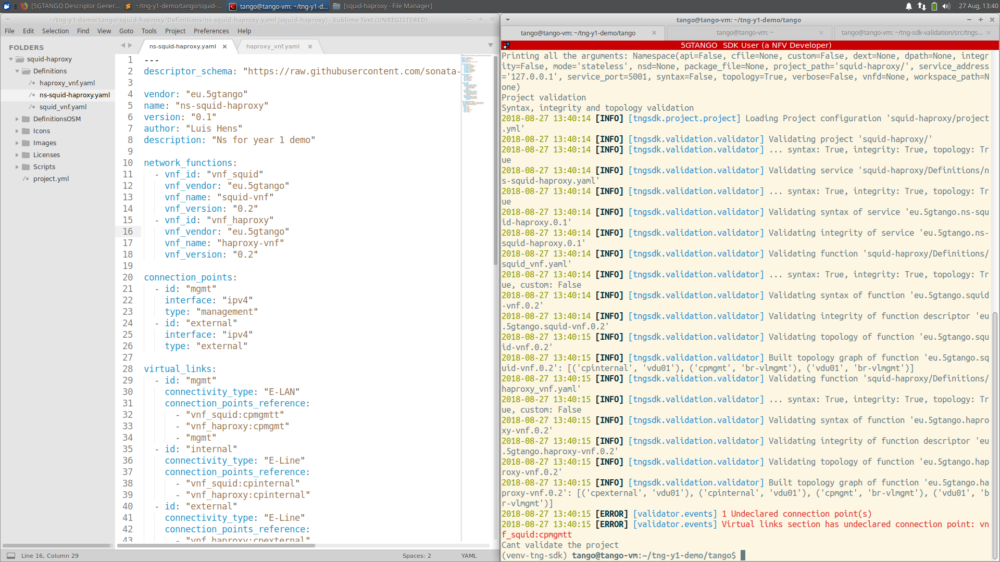 [5GTANGO Descriptor Gener...
~/tng-y1-demo/tango/squid-...
tango@tango-vm: ~/tng-y1-d...
[squid-haproxy - File Manager]
27 Aug, 13:40
~/tng-y1-demo/tango/squid-haproxy/Definitions/ns-squid-haproxy.yaml (squid-haproxy) - Sublime Text (UNREGISTERED)
File Edit Selection Find View Goto Tools Project Preferences Help
FOLDERS
squid-haproxy
Definitions
/* haproxy_vnf.yaml
/* ns-squid-haproxy.yaml
/* squid_vnf.yaml
DefinitionsOSM
Icons
Images
Licenses
Scripts
/* project.yml
ns-squid-haproxy.yaml
haproxy_vnf.yaml
1 ---
2 descriptor_schema: "https://raw.githubusercontent.com/sonata-
3
4 vendor: "eu.5gtango"
5 name: "ns-squid-haproxy"
6 version: "0.1"
7 author: "Luis Hens"
8 description: "Ns for year 1 demo"
9
10 network_functions:
11 - vnf_id: "vnf_squid"
12 vnf_vendor: "eu.5gtango"
13 vnf_name: "squid-vnf"
14 vnf_version: "0.2"
15 - vnf_id: "vnf_haproxy"
16 vnf_vendor: "eu.5gtango"
17 vnf_name: "haproxy-vnf"
18 vnf_version: "0.2"
19
20 connection_points:
21 - id: "mgmt"
22 interface: "ipv4"
23 type: "management"
24 - id: "external"
25 interface: "ipv4"
26 type: "external"
27
28 virtual_links:
29 - id: "mgmt"
30 connectivity_type: "E-LAN"
31 connection_points_reference:
32 - "vnf_squid:cpmgmtt"
33 - "vnf_haproxy:cpmgmt"
34 - "mgmt"
35 - id: "internal"
36 connectivity_type: "E-Line"
37 connection_points_reference:
38 - "vnf_squid:cpinternal"
39 - "vnf_haproxy:cpinternal"
40 - id: "external"
41 connectivity_type: "E-Line"
42 connection_points_reference:
43 - "vnf_haproxy:cpexternal"
Line 16, Column 29
Spaces: 2
YAML
tango@tango-vm: ~/tng-y1-demo/tango
tango@tango-vm: ~/tng-y1-demo/tango
tango@tango-vm: ~
tango@tango-vm: ~/tng-sdk-validation/src/tngs...
5GTANGO SDK User (a NFV Developer)
Printing all the arguments: Namespace(api=False, cfile=None, custom=False, dext=None, dpath=None, integr
ity=False, mode='stateless', nsd=None, package_file=None, project_path='squid-haproxy/', service_address
='127.0.0.1', service_port=5001, syntax=False, topology=True, verbose=False, vnfd=None, workspace_path=N
one)
Project validation
Syntax, integrity and topology validation
2018-08-27 13:40:14 [INFO] [tngsdk.project.project] Loading Project configuration 'squid-haproxy/project
.yml'
2018-08-27 13:40:14 [INFO] [tngsdk.validation.validator] Validating project 'squid-haproxy/'
2018-08-27 13:40:14 [INFO] [tngsdk.validation.validator] ... syntax: True, integrity: True, topology: Tr
ue
2018-08-27 13:40:14 [INFO] [tngsdk.validation.validator] Validating service 'squid-haproxy/Definitions/n
s-squid-haproxy.yaml'
2018-08-27 13:40:14 [INFO] [tngsdk.validation.validator] ... syntax: True, integrity: True, topology: Tr
ue
2018-08-27 13:40:14 [INFO] [tngsdk.validation.validator] Validating syntax of service 'eu.5gtango.ns-squ
id-haproxy.0.1'
2018-08-27 13:40:14 [INFO] [tngsdk.validation.validator] Validating integrity of service 'eu.5gtango.ns-
squid-haproxy.0.1'
2018-08-27 13:40:14 [INFO] [tngsdk.validation.validator] Validating function 'squid-haproxy/Definitions/
squid_vnf.yaml'
2018-08-27 13:40:14 [INFO] [tngsdk.validation.validator] ... syntax: True, integrity: True, topology: Tr
ue, custom: False
2018-08-27 13:40:14 [INFO] [tngsdk.validation.validator] Validating syntax of function 'eu.5gtango.squid
-vnf.0.2'
2018-08-27 13:40:14 [INFO] [tngsdk.validation.validator] Validating integrity of function descriptor 'eu
.5gtango.squid-vnf.0.2'
2018-08-27 13:40:15 [INFO] [tngsdk.validation.validator] Validating topology of function 'eu.5gtango.squ
id-vnf.0.2'
2018-08-27 13:40:15 [INFO] [tngsdk.validation.validator] Built topology graph of function 'eu.5gtango.sq
uid-vnf.0.2': [('cpinternal', 'vdu01'), ('cpmgmt', 'br-vlmgmt'), ('vdu01', 'br-vlmgmt')]
2018-08-27 13:40:15 [INFO] [tngsdk.validation.validator] Validating function 'squid-haproxy/Definitions/
haproxy_vnf.yaml'
2018-08-27 13:40:15 [INFO] [tngsdk.validation.validator] ... syntax: True, integrity: True, topology: Tr
ue, custom: False
2018-08-27 13:40:15 [INFO] [tngsdk.validation.validator] Validating syntax of function 'eu.5gtango.hapro
xy-vnf.0.2'
2018-08-27 13:40:15 [INFO] [tngsdk.validation.validator] Validating integrity of function descriptor 'eu
.5gtango.haproxy-vnf.0.2'
2018-08-27 13:40:15 [INFO] [tngsdk.validation.validator] Validating topology of function 'eu.5gtango.hap
roxy-vnf.0.2'
2018-08-27 13:40:15 [INFO] [tngsdk.validation.validator] Built topology graph of function 'eu.5gtango.ha
proxy-vnf.0.2': [('cpexternal', 'vdu01'), ('cpinternal', 'vdu01'), ('cpmgmt', 'br-vlmgmt'), ('vdu01', 'b
r-vlmgmt')]
2018-08-27 13:40:15 [ERROR] [validator.events] 1 Undeclared connection point(s)
2018-08-27 13:40:15 [ERROR] [validator.events] Virtual links section has undeclared connection point: vn
f_squid:cpmgmtt
Cant validate the project
(venv-tng-sdk) tango@tango-vm:~/tng-y1-demo/tango$